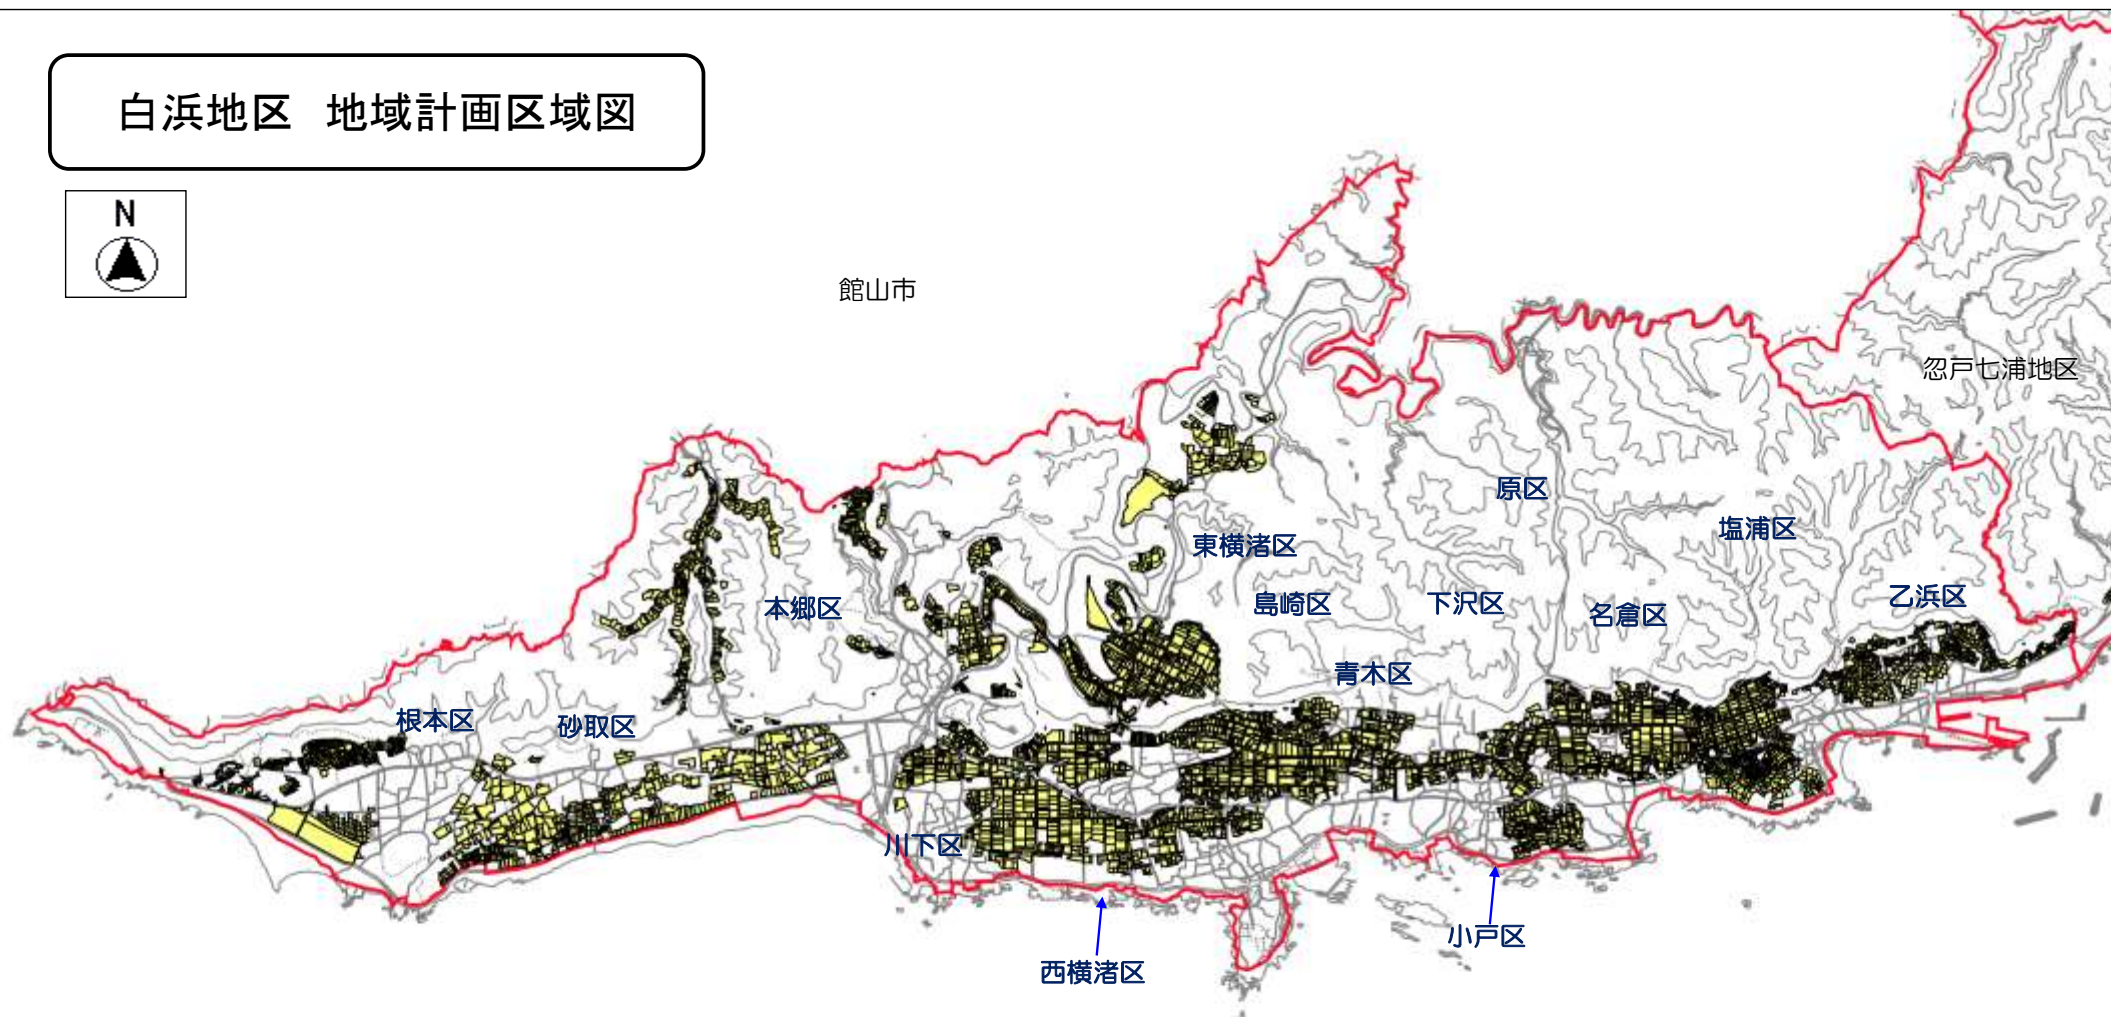 白浜地区　地域計画区域図
N
館山市
忽戸七浦地区
原区
塩浦区
東横渚区
乙浜区
島崎区
下沢区
本郷区
名倉区
青木区
根本区
砂取区
川下区
小戸区
西横渚区